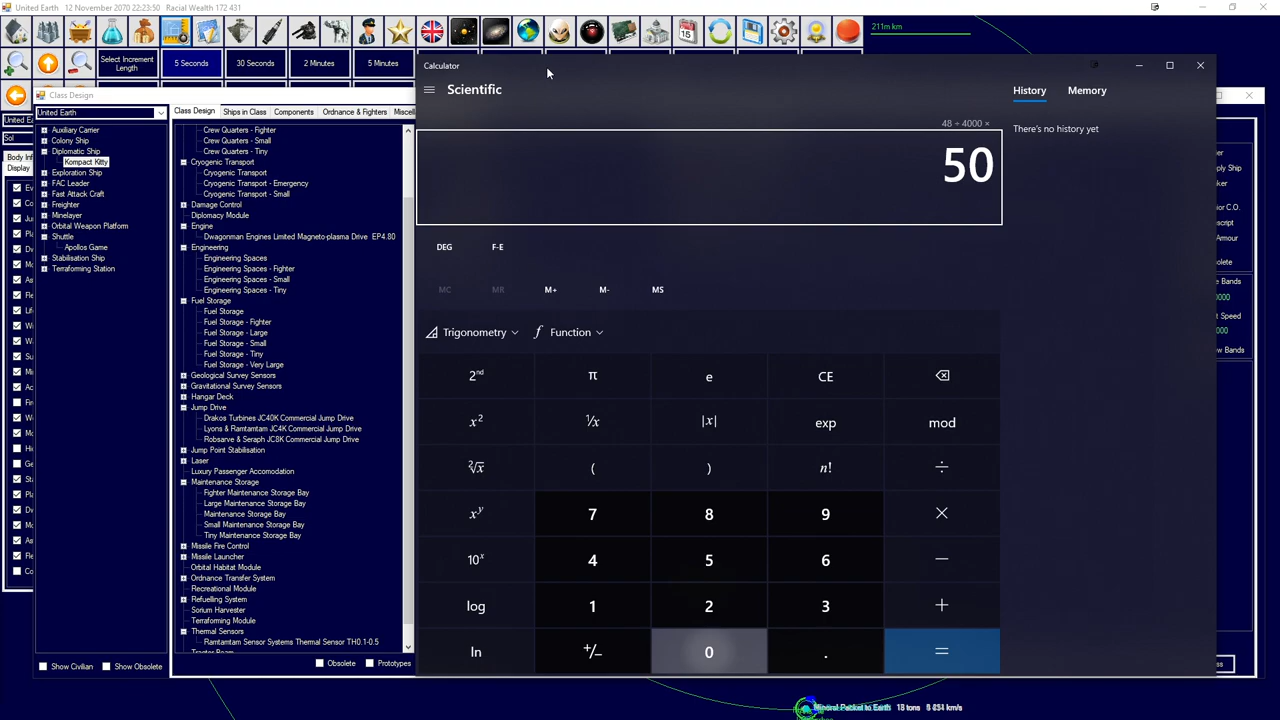 United Earth 12 November 2070 22:23:50 Racial Wealth 172 431
211m km
Select Increment Length
5 Seconds
30 Seconds
2 Minutes
5 Minutes
Class Design
United Earth
Sol
Display
Auxiliary Carrier
Colony Ship
Diplomatic Ship
Kompact Kitty
Exploration Ship
FAC Leader
Fast Attack Craft
Freighter
Minelayer
Orbital Weapon Platform
Shuttle
Apollos Game
Stabilisation Ship
Terraforming Station
Show Civilian
Show Obsolete
Class Design
Ships in Class
Components
Ordnance & Fighters
Miscell
Crew Quarters - Fighter
Crew Quarters - Small
Crew Quarters - Tiny
Cryogenic Transport
Cryogenic Transport
Cryogenic Transport - Emergency
Cryogenic Transport - Small
Damage Control
Diplomacy Module
Engine
Dwagonman Engines Limited Magneto-plasma Drive EP4.80
Engineering
Engineering Spaces
Engineering Spaces - Fighter
Engineering Spaces - Small
Engineering Spaces - Tiny
Fuel Storage
Fuel Storage
Fuel Storage - Fighter
Fuel Storage - Large
Fuel Storage - Small
Fuel Storage - Tiny
Fuel Storage - Very Large
Geological Survey Sensors
Gravitational Survey Sensors
Hangar Deck
Jump Drive
Drakos Turbines JC40K Commercial Jump Drive
Lyons & Ramtamtam JC4K Commercial Jump Drive
Robsarve & Seraph JC8K Commercial Jump Drive
Jump Point Stabilisation
Laser
Luxury Passenger Accomodation
Maintenance Storage
Fighter Maintenance Storage Bay
Large Maintenance Storage Bay
Maintenance Storage Bay
Small Maintenance Storage Bay
Tiny Maintenance Storage Bay
Missile Fire Control
Missile Launcher
Orbital Habitat Module
Ordnance Transfer System
Recreational Module
Refuelling System
Sorium Harvester
Terraforming Module
Thermal Sensors
Ramtamtam Sensor Systems Thermal Sensor TH0.1-0.5
Obsolete
Prototypes
Calculator
Scientific
48 ÷ 4000 ×
50
DEG
F-E
MC
MR
M+
M-
MS
Trigonometry
Function
2nd
π
e
CE
x²
¹/x
|x|
exp
mod
²√x
(
)
n!
÷
xʸ
7
8
9
×
10ˣ
4
5
6
−
log
1
2
3
+
ln
+/−
0
.
=
History
Memory
There's no history yet
Mineral Packet to Earth 18 tons